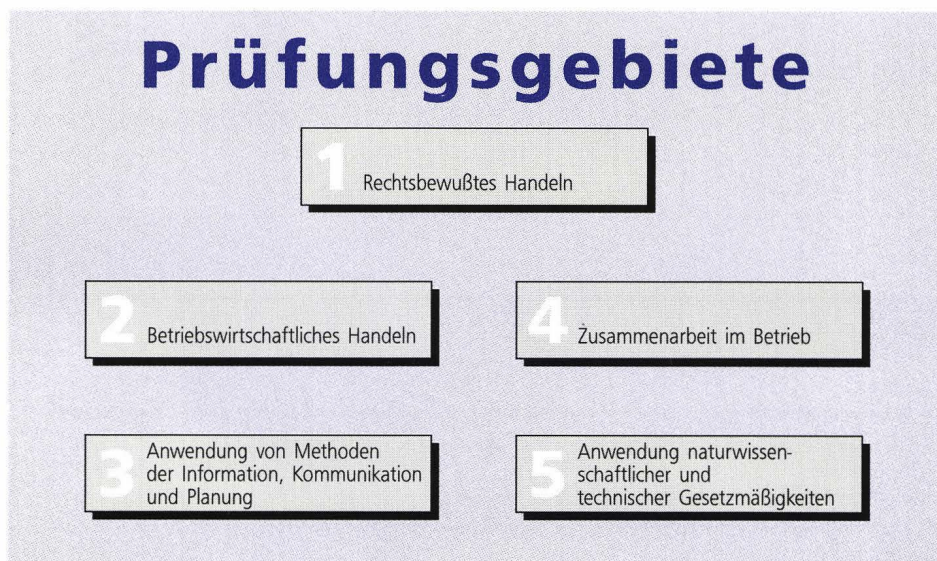 Prüfungsgebiete
1
Rechtsbewußtes Handeln
2
Betriebswirtschaftliches Handeln
3
Anwendung von Methoden
der Information, Kommunikation
und Planung
4
Zusammenarbeit im Betrieb
5
Anwendung naturwissen-
schaftlicher und
technischer Gesetzmäßigkeiten